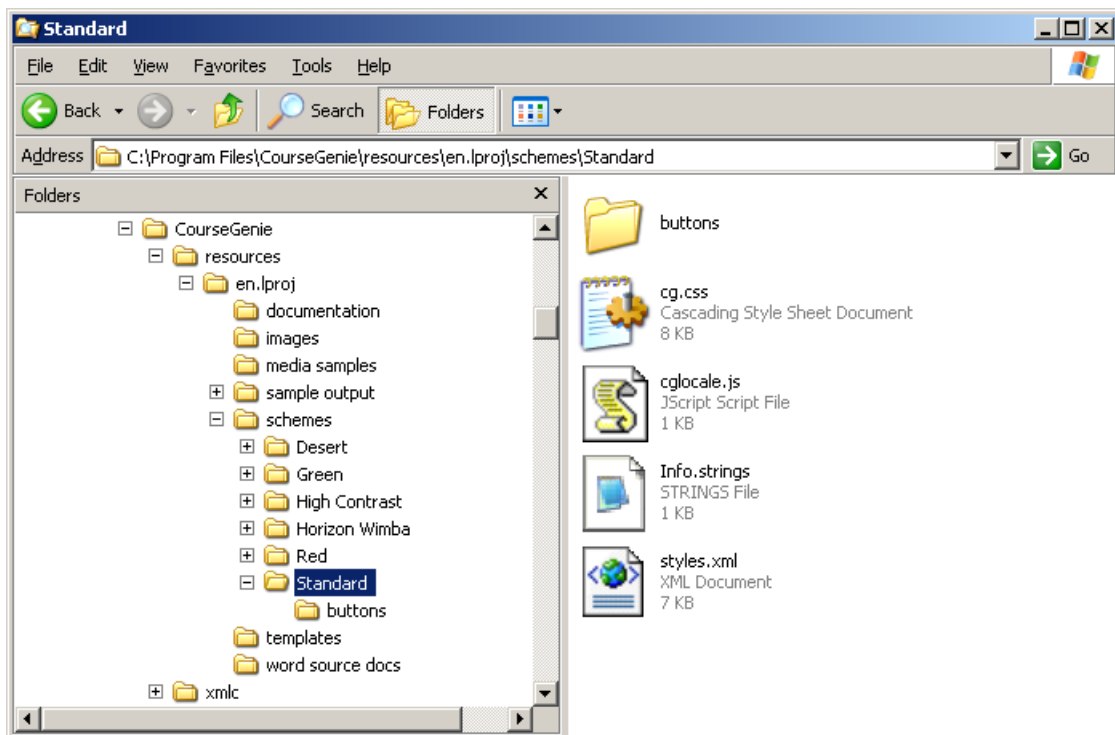 Standard
File Edit View Favorites Tools Help
Back Search Folders
Address C:\Program Files\CourseGenie\resources\en.lproj\schemes\Standard Go
Folders
CourseGenie
resources
en.lproj
documentation
images
media samples
sample output
schemes
Desert
Green
High Contrast
Horizon Wimba
Red
Standard
buttons
templates
word source docs
xmlc
buttons
cg.css
Cascading Style Sheet Document
8 KB
cglocale.js
JScript Script File
1 KB
Info.strings
STRINGS File
1 KB
styles.xml
XML Document
7 KB